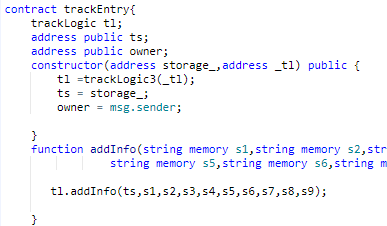 contract trackEntry{
trackLogic tl;
address public ts;
address public owner;
constructor(address storage_,address _tl) public {
tl =trackLogic3(_tl);
ts = storage_;
owner = msg.sender;
}
function addInfo(string memory s1,string memory s2,str
string memory s5,string memory s6,string m
tl.addInfo(ts,s1,s2,s3,s4,s5,s6,s7,s8,s9);
}